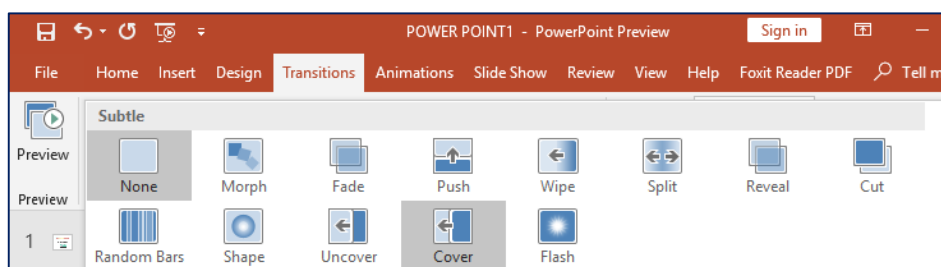 POWER POINT1 - PowerPoint Preview Sign in
File Home Insert Design Transitions Animations Slide Show Review View Help Foxit Reader PDF Tell m
Subtle
Preview
None Morph Fade Push Wipe Split Reveal Cut
Preview
1
Random Bars Shape Uncover Cover Flash